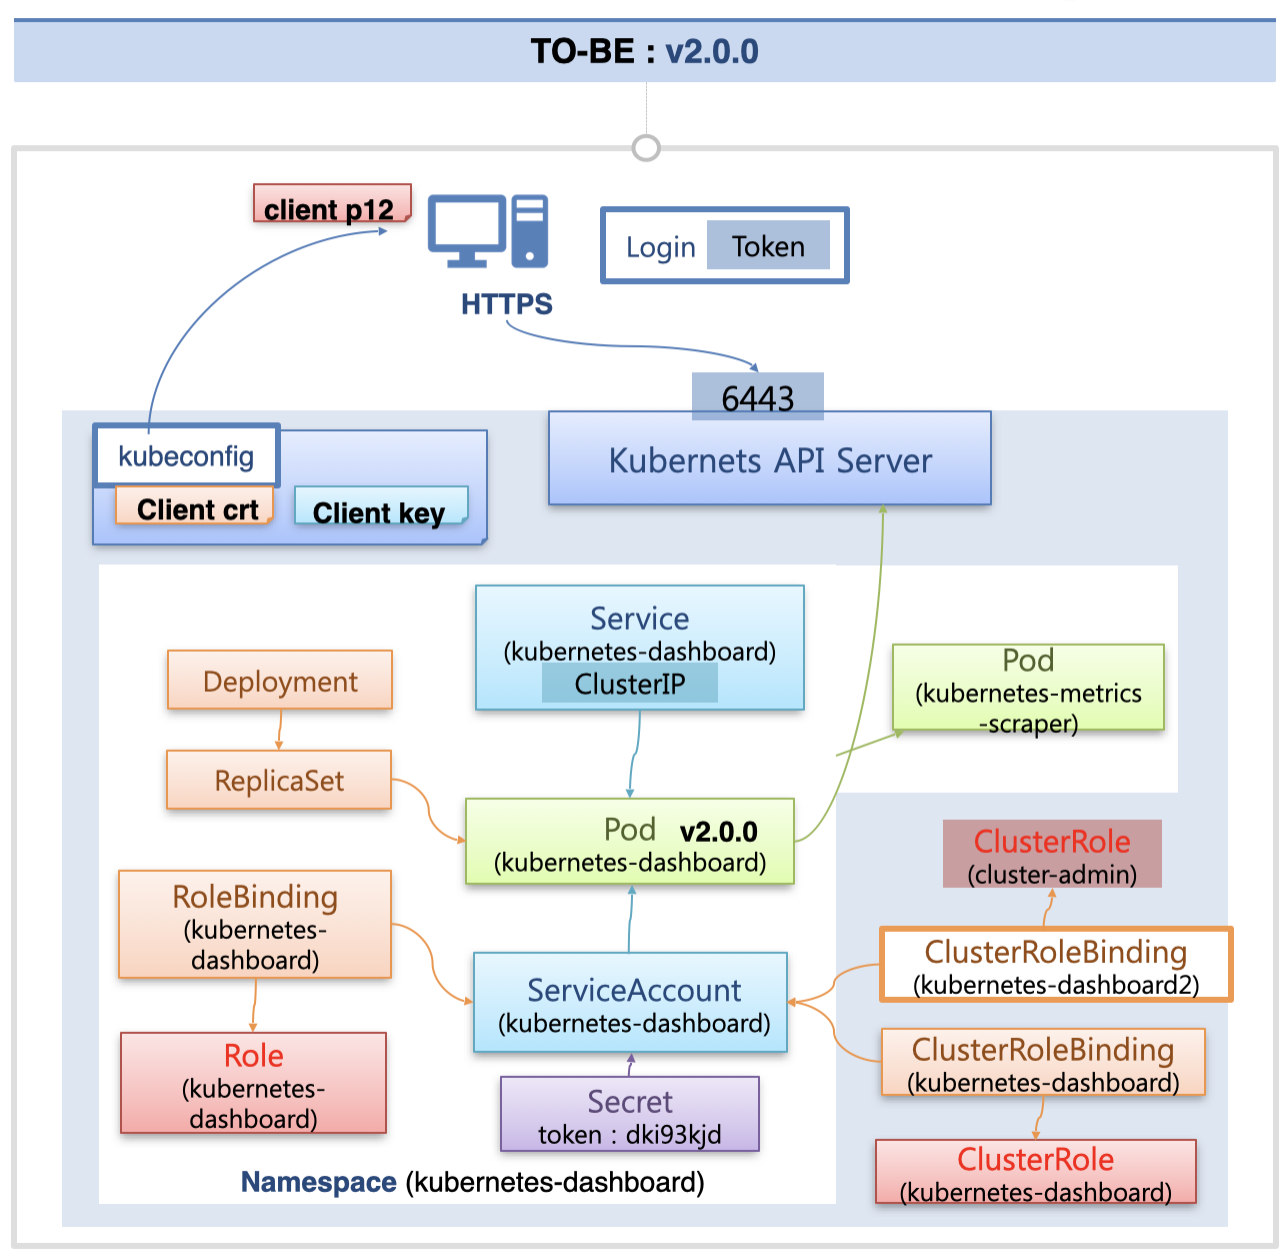 TO-BE : v2.0.0
client p12
Login Token
HTTPS
6443
Kubernets API Server
kubeconfig
Client crt
Client key
Service
(kubernetes-dashboard)
ClusterIP
Deployment
ReplicaSet
Pod
(kubernetes-metrics
-scraper)
Pod v2.0.0
(kubernetes-dashboard)
ClusterRole
(cluster-admin)
RoleBinding
(kubernetes-
dashboard)
ClusterRoleBinding
(kubernetes-dashboard2)
ServiceAccount
(kubernetes-dashboard)
ClusterRoleBinding
(kubernetes-dashboard)
Role
(kubernetes-
dashboard)
Secret
token : dki93kjd
ClusterRole
(kubernetes-dashboard)
Namespace (kubernetes-dashboard)